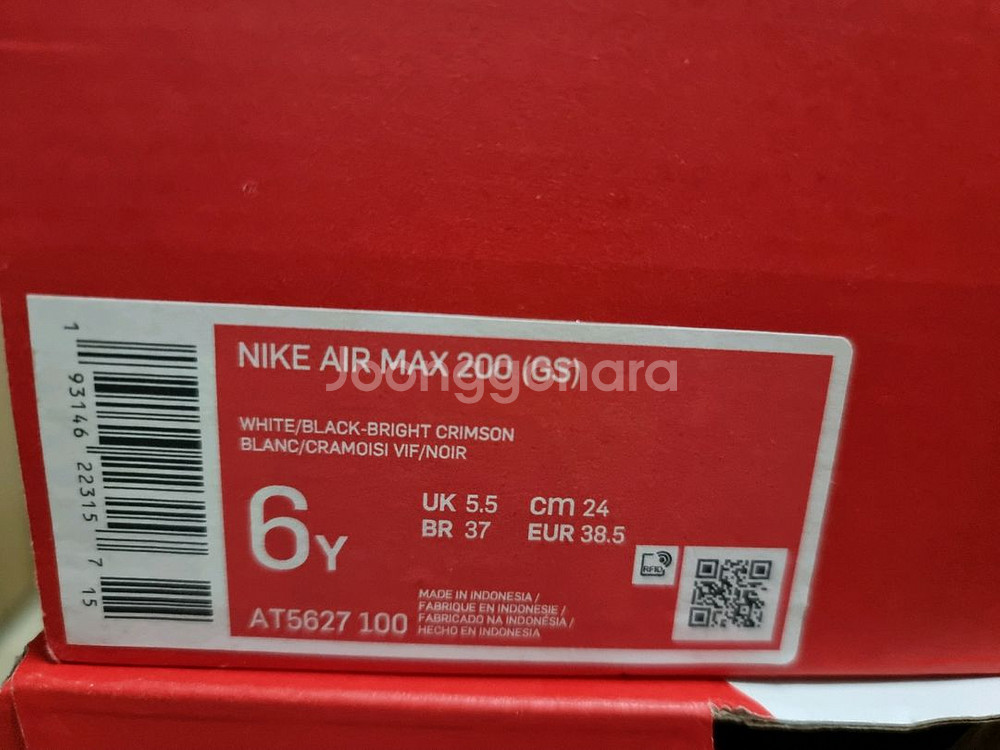 NIKE AIR MAX 200 (GS)
Joonggonara
WHITE/BLACK-BRIGHT CRIMSON
BLANC/CRAMOISI VIF/NOIR
6Y
UK 5.5 cm 24
BR 37 EUR 38.5
RFID
AT5627 100
MADE IN INDONESIA /
FABRIQUE EN INDONESIE /
FABRICADO NA INDONÉSIA /
HECHO EN INDONESIA
1 93146 22315 7 15